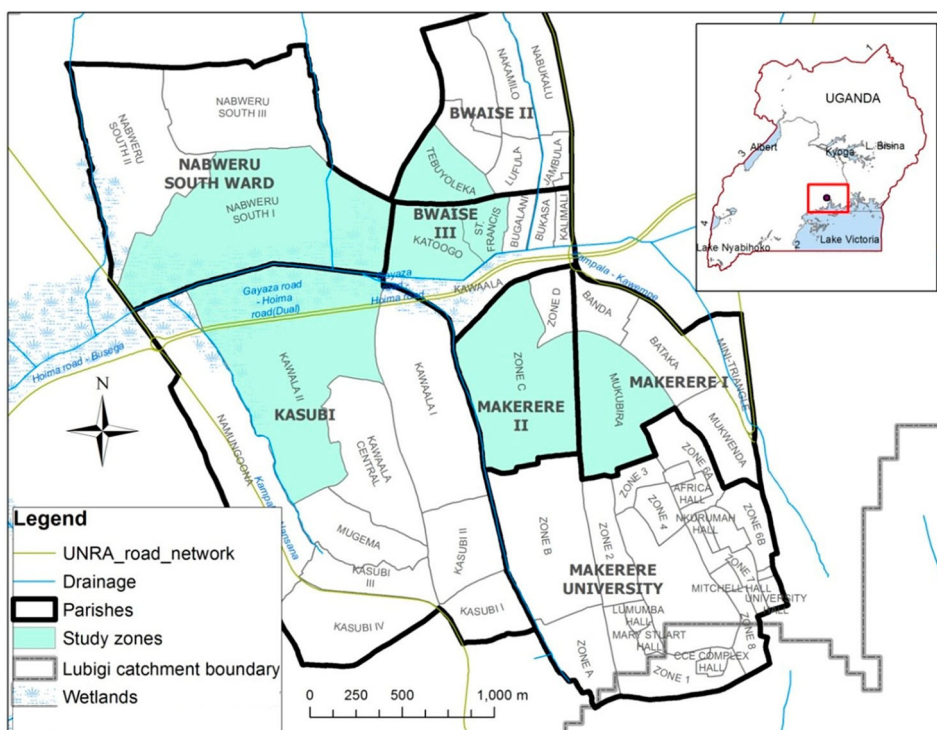 NABWERU
SOUTH II
NABWERU
SOUTH III
NABWERU
SOUTH WARD
NABWERU
SOUTH I
NAKAMILO
NABUKALU
BWAISE II
TEBUYOLEKA
LUFULA
JAMBULA
BWAISE
III
KATOOGO
ST.
FRANCIS
BUGALANI
BUKASA
KALIMALI
UGANDA
Albert
Kyoga
L. Bisina
Lake Victoria
Lake Nyabihoko
3
4
2
Gayaza road
- Hoima
road(Dual)
Gayaza
Hoima road
Kampala - Kawempe
Hoima road - Busega
KAWAALA
ZONE D
BANDA
BATAKA
MINI-TRIANGLE
ZONE C
MUKUBIRA
MAKERERE I
MAKERERE
II
MUKWENDA
KAWALA II
KASUBI
KAWAALA I
KAWAALA
CENTRAL
NAMUNGOONA
N
MUGEMA
KASUBI
III
KASUBI II
KASUBI I
KASUBI IV
ZONE 3
ZONE 6A
AFRICA
HALL
ZONE 4
NKURUMAH
HALL
ZONE 6B
ZONE B
ZONE 2
MAKERERE
UNIVERSITY
ZONE 7
MITCHELL HALL
UNIVERSITY
HALL
LUMUMBA
HALL
MARY STUART
HALL
ZONE 8
CCE COMPLEX
HALL
ZONE A
ZONE 1
Legend
UNRA_road_network
Drainage
Parishes
Study zones
Lubigi catchment boundary
Wetlands
0 250 500 1,000 m